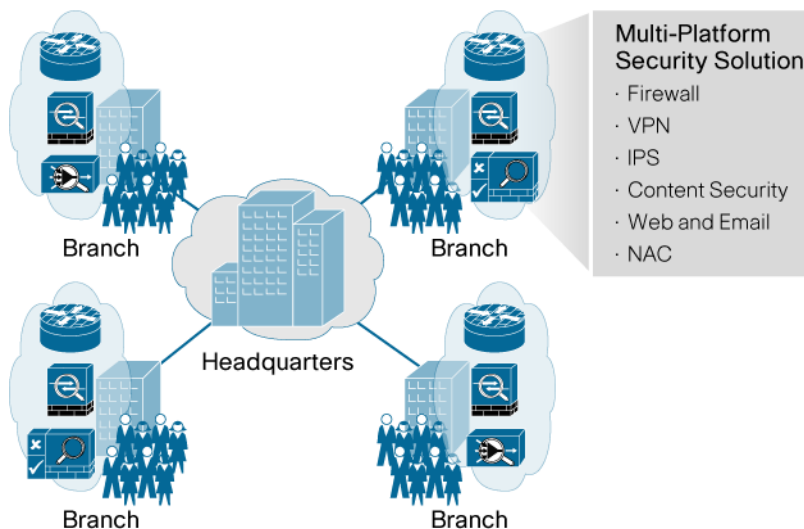 Multi-Platform
Security Solution
· Firewall
· VPN
· IPS
· Content Security
· Web and Email
· NAC
Branch
Branch
Headquarters
Branch
Branch